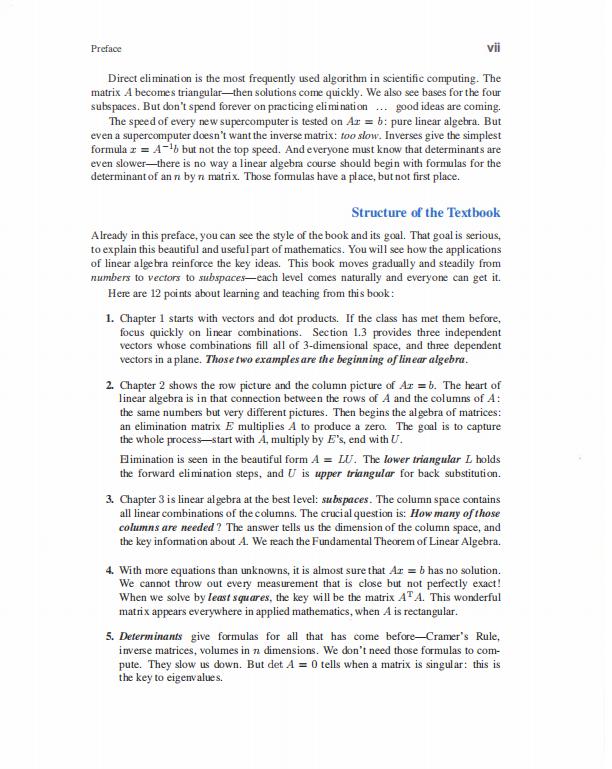 Preface vii
Direct elimination is the most frequently used algorithm in scientific computing. The
matrix A becomes triangular—then solutions come quickly. We also see bases for the four
subspaces. But don't spend forever on practicing elimination ... good ideas are coming.
The speed of every new supercomputer is tested on Ax = b: pure linear algebra. But
even a supercomputer doesn't want the inverse matrix: too slow. Inverses give the simplest
formula x = A⁻¹b but not the top speed. And everyone must know that determinants are
even slower—there is no way a linear algebra course should begin with formulas for the
determinant of an n by n matrix. Those formulas have a place, but not first place.
Structure of the Textbook
Already in this preface, you can see the style of the book and its goal. That goal is serious,
to explain this beautiful and useful part of mathematics. You will see how the applications
of linear algebra reinforce the key ideas. This book moves gradually and steadily from
numbers to vectors to subspaces—each level comes naturally and everyone can get it.
Here are 12 points about learning and teaching from this book:
1. Chapter 1 starts with vectors and dot products. If the class has met them before,
focus quickly on linear combinations. Section 1.3 provides three independent
vectors whose combinations fill all of 3-dimensional space, and three dependent
vectors in a plane. Those two examples are the beginning of linear algebra.
2. Chapter 2 shows the row picture and the column picture of Ax = b. The heart of
linear algebra is in that connection between the rows of A and the columns of A:
the same numbers but very different pictures. Then begins the algebra of matrices:
an elimination matrix E multiplies A to produce a zero. The goal is to capture
the whole process—start with A, multiply by E's, end with U.
Elimination is seen in the beautiful form A = LU. The lower triangular L holds
the forward elimination steps, and U is upper triangular for back substitution.
3. Chapter 3 is linear algebra at the best level: subspaces. The column space contains
all linear combinations of the columns. The crucial question is: How many of those
columns are needed? The answer tells us the dimension of the column space, and
the key information about A. We reach the Fundamental Theorem of Linear Algebra.
4. With more equations than unknowns, it is almost sure that Ax = b has no solution.
We cannot throw out every measurement that is close but not perfectly exact!
When we solve by least squares, the key will be the matrix AᵀA. This wonderful
matrix appears everywhere in applied mathematics, when A is rectangular.
5. Determinants give formulas for all that has come before—Cramer's Rule,
inverse matrices, volumes in n dimensions. We don't need those formulas to com-
pute. They slow us down. But det A = 0 tells when a matrix is singular: this is
the key to eigenvalues.